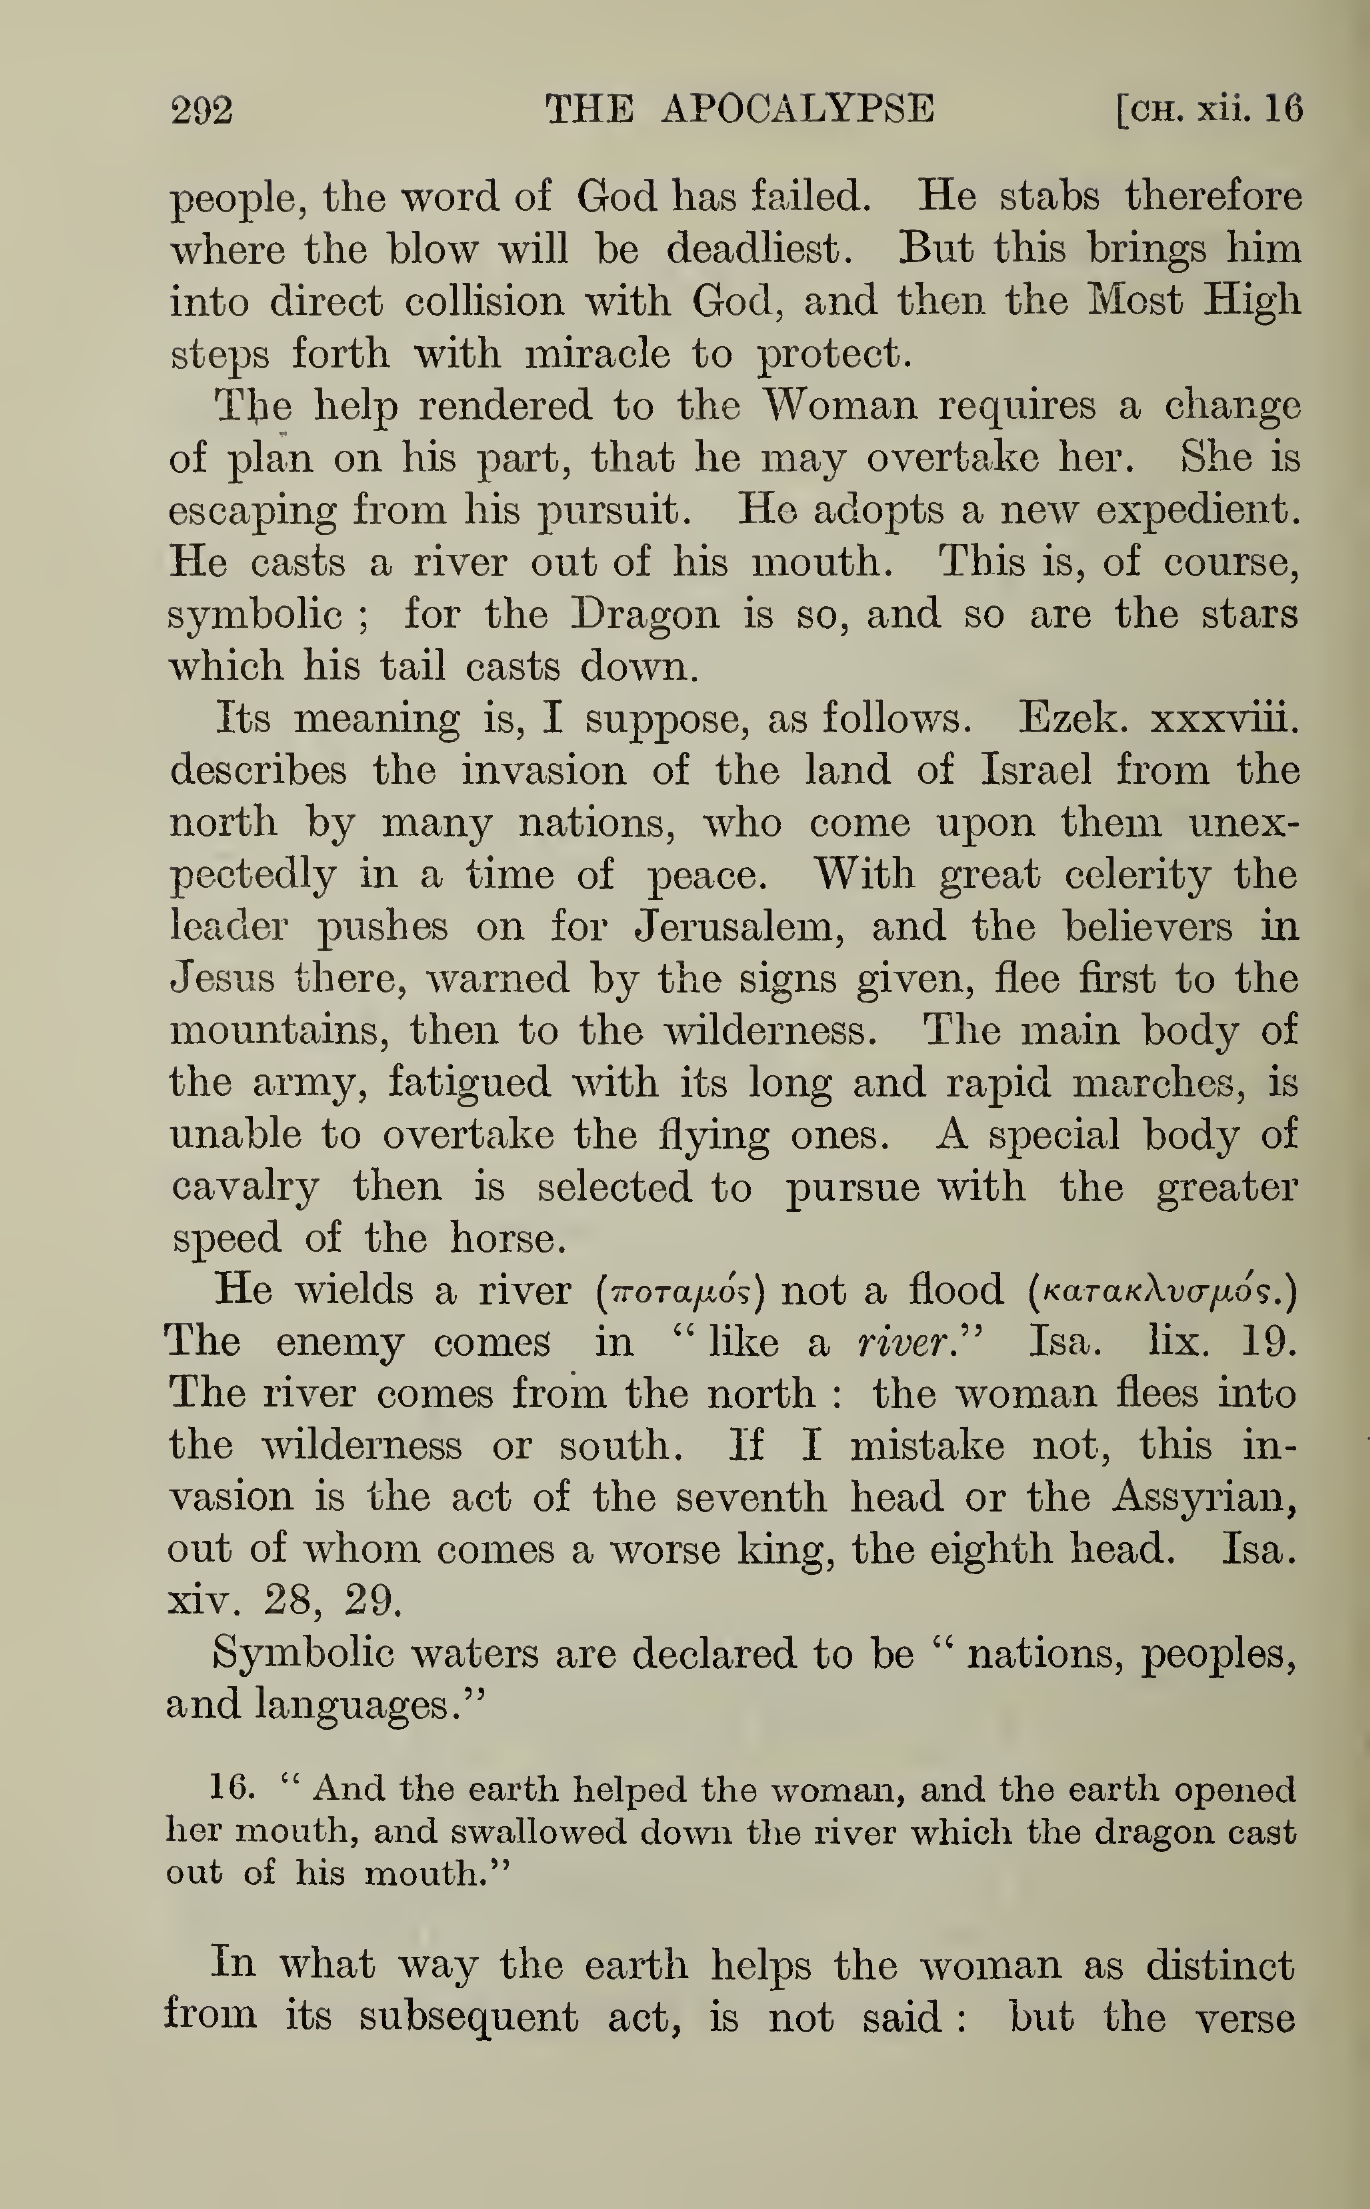 292 THE APOCALYPSE [CH. xii. 16
people, the word of God has failed. He stabs therefore
where the blow will be deadliest. But this brings him
into direct collision with God, and then the Most High
steps forth with miracle to protect.
The help rendered to the Woman requires a change
of plan on his part, that he may overtake her. She is
escaping from his pursuit. He adopts a new expedient.
He casts a river out of his mouth. This is, of course,
symbolic ; for the Dragon is so, and so are the stars
which his tail casts down.
Its meaning is, I suppose, as follows. Ezek. xxxviii.
describes the invasion of the land of Israel from the
north by many nations, who come upon them unex-
pectedly in a time of peace. With great celerity the
leader pushes on for Jerusalem, and the believers in
Jesus there, warned by the signs given, flee first to the
mountains, then to the wilderness. The main body of
the army, fatigued with its long and rapid marches, is
unable to overtake the flying ones. A special body of
cavalry then is selected to pursue with the greater
speed of the horse.
He wields a river (ποταμός) not a flood (κατακλυσμός.)
The enemy comes in “ like a river.” Isa. lix. 19.
The river comes from the north : the woman flees into
the wilderness or south. If I mistake not, this in-
vasion is the act of the seventh head or the Assyrian,
out of whom comes a worse king, the eighth head. Isa.
xiv. 28, 29.
Symbolic waters are declared to be “ nations, peoples,
and languages.”
16. “ And the earth helped the woman, and the earth opened
her mouth, and swallowed down the river which the dragon cast
out of his mouth.”
In what way the earth helps the woman as distinct
from its subsequent act, is not said : but the verse